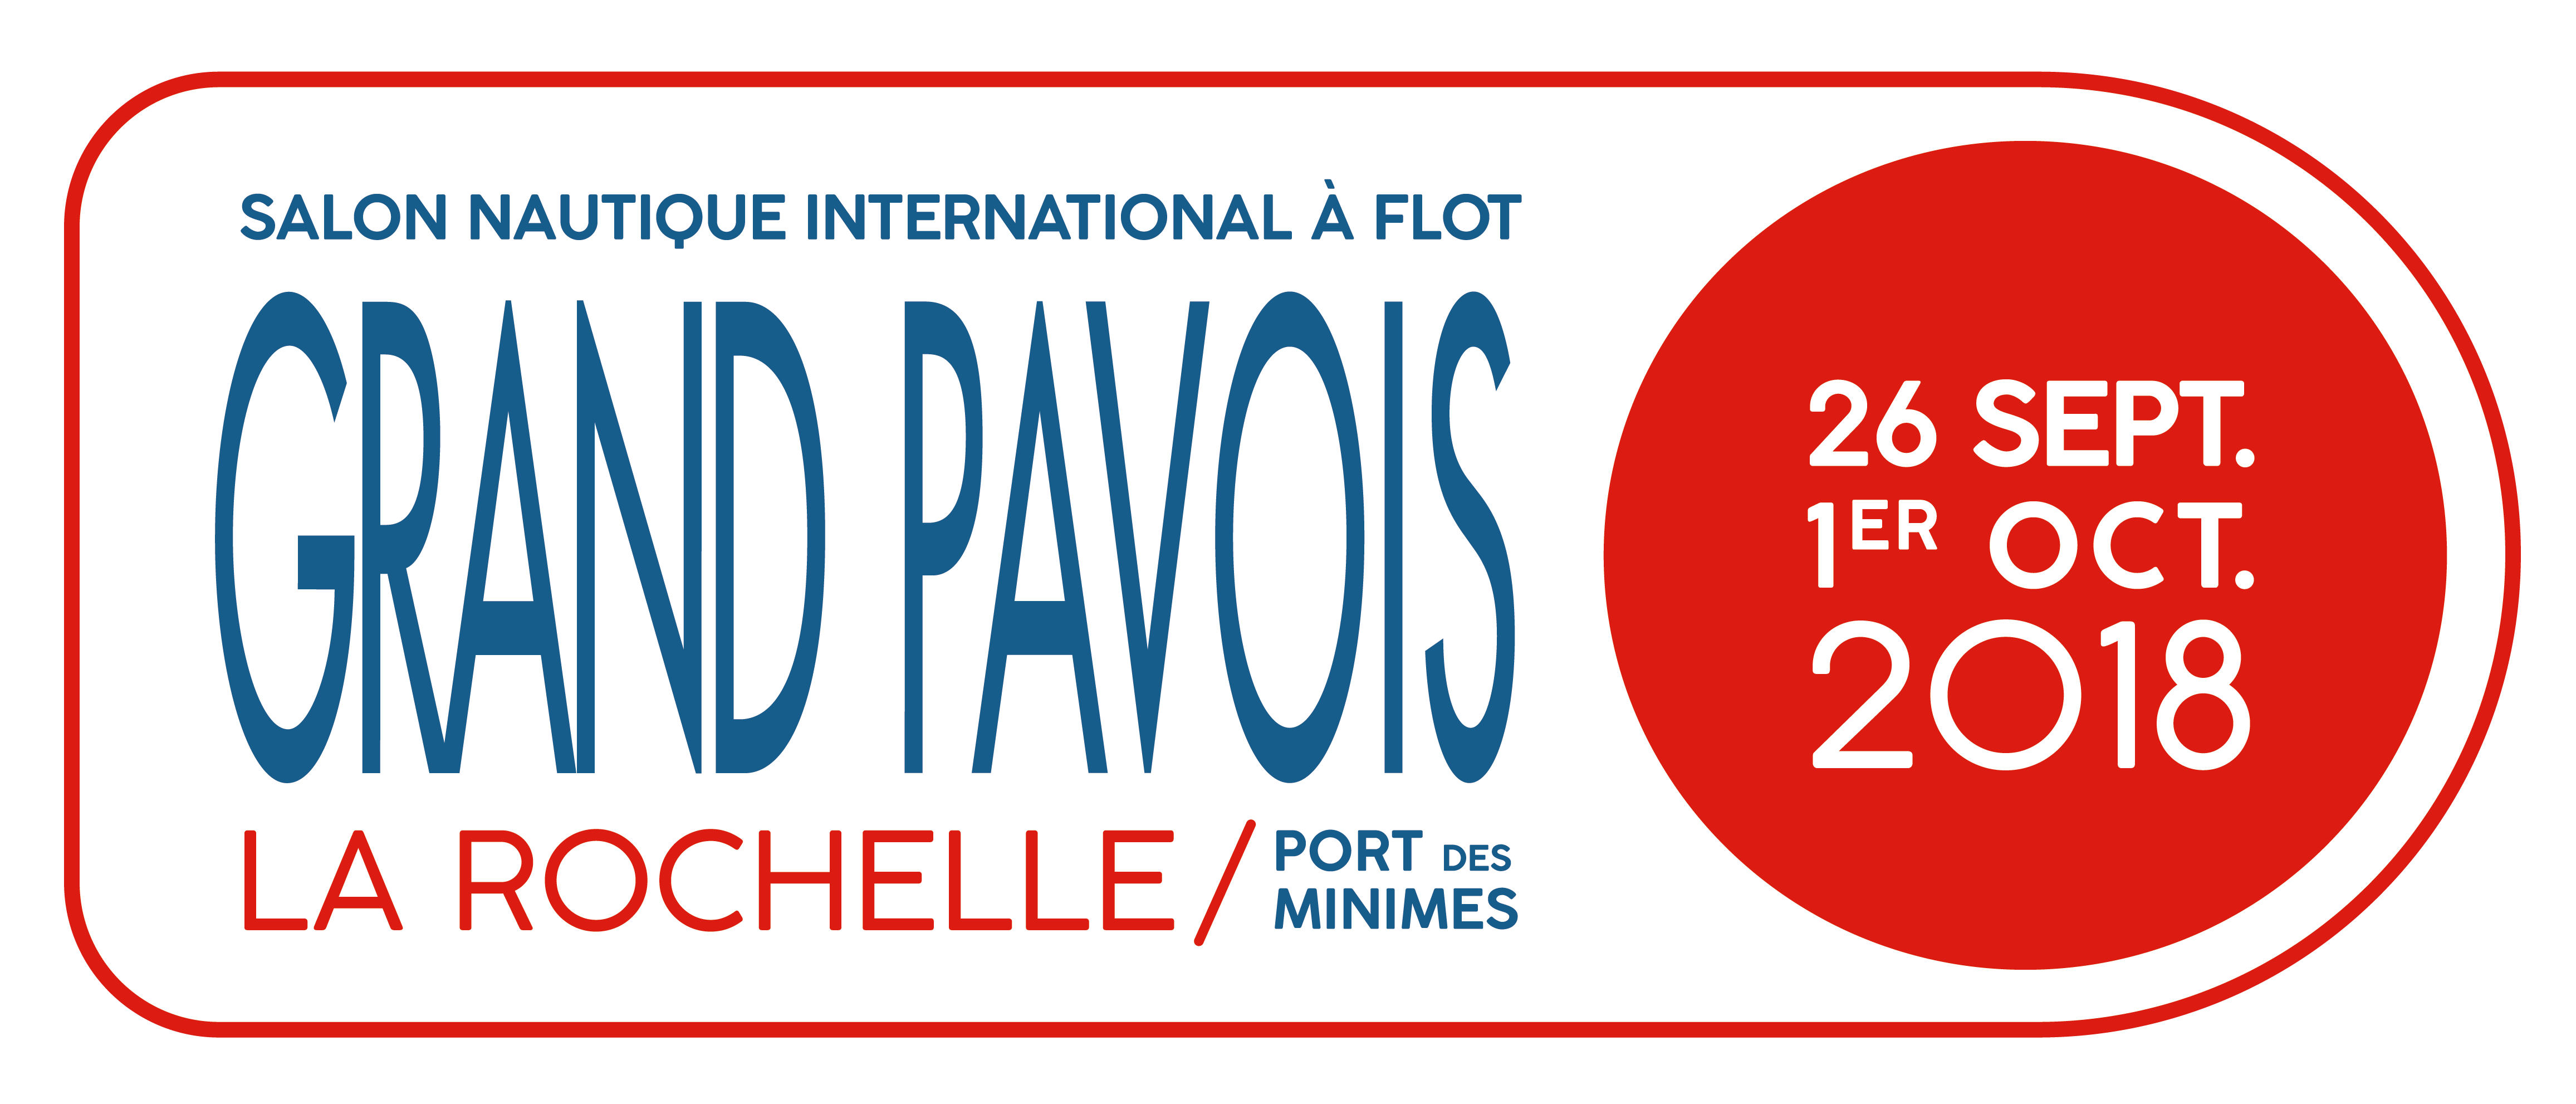 SALON NAUTIQUE INTERNATIONAL À FLOT
GRAND PAVOIS
LA ROCHELLE / PORT DES
MINIMES
26 SEPT.
1ER OCT.
2018